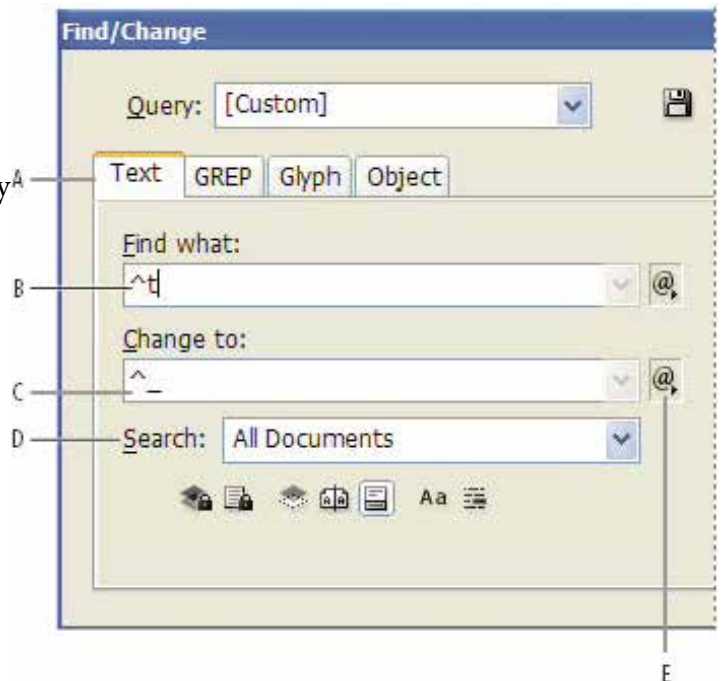 Find/Change
Query: [Custom]
y
A
Text GREP Glyph Object
Find what:
B
^t
@
Change to:
C
^_
@
D
Search: All Documents
Aa
E